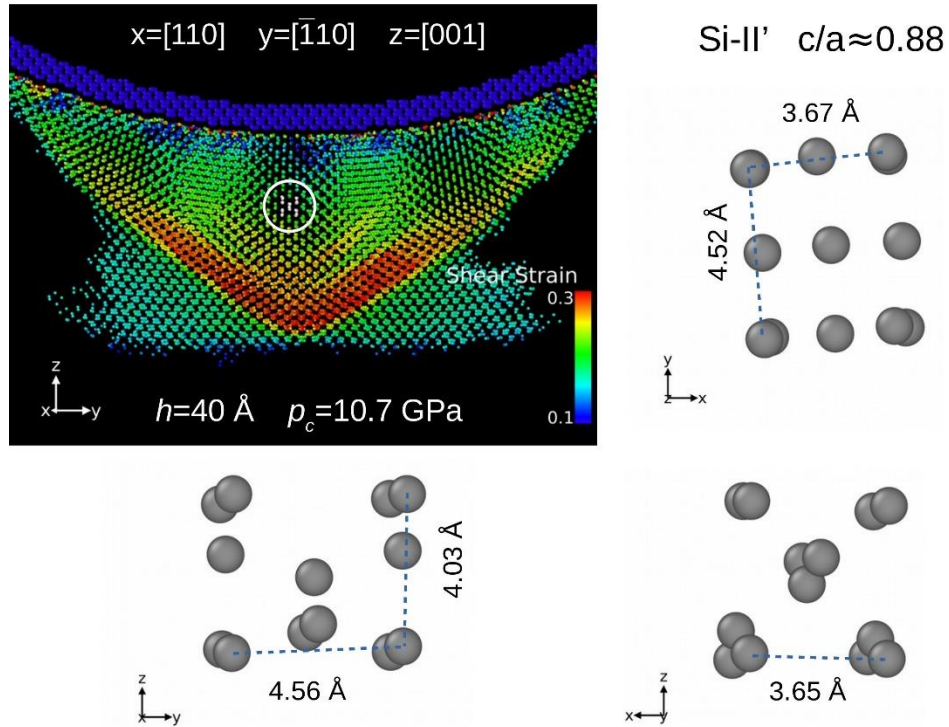 x=[110] y=[1̅10] z=[001]
Shear Strain
0.3
0.1
z
x y
h=40 Å p_c=10.7 GPa
Si-II’ c/a≈0.88
3.67 Å
4.52 Å
y
z x
4.03 Å
4.56 Å
z
x y
3.65 Å
z
x y